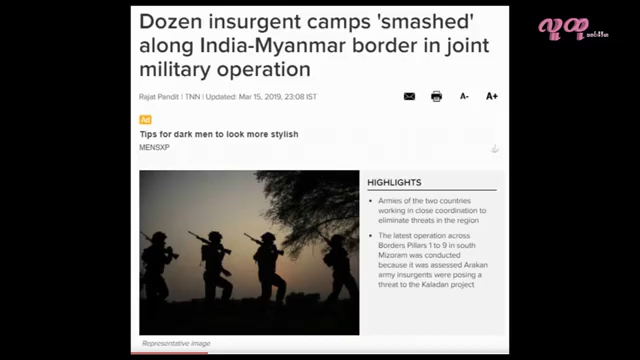 Dozen insurgent camps 'smashed'
along India-Myanmar border in joint
military operation
Rajat Pandit | TNN | Updated: Mar 15, 2019, 23:08 IST
A-
A+
Ad
Tips for dark men to look more stylish
MENSXP
HIGHLIGHTS
Armies of the two countries
working in close coordination to
eliminate threats in the region
The latest operation across
Borders Pillars 1 to 9 in south
Mizoram was conducted
because it was assessed Arakan
army insurgents were posing a
threat to the Kaladan project
Representative image